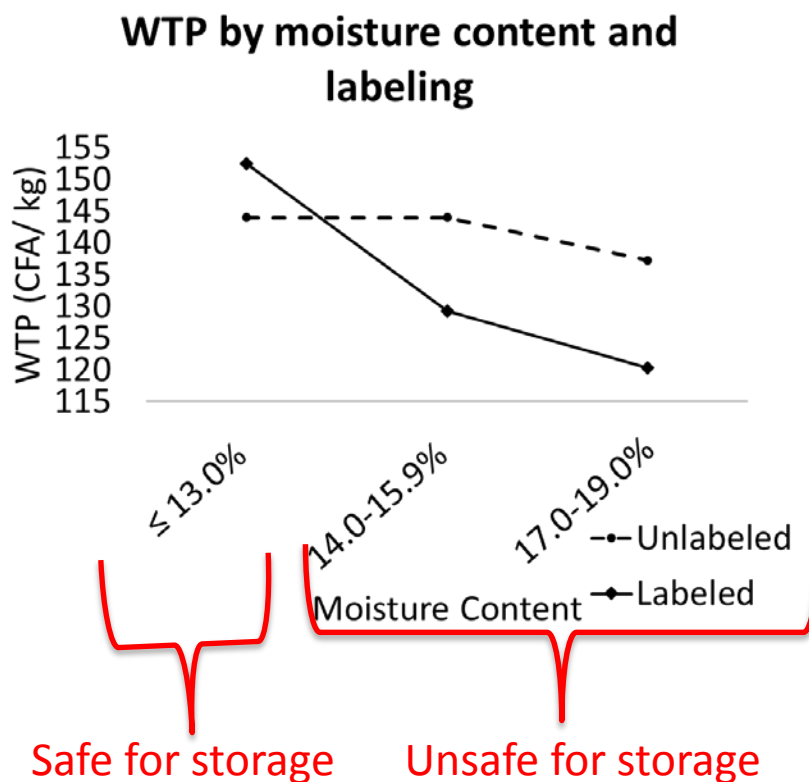 WTP by moisture content and
labeling
WTP (CFA/ kg)
155
150
145
140
135
130
125
120
115
≤ 13.0%
14.0-15.9%
17.0-19.0%
Unlabeled
Labeled
Moisture Content
Safe for storage
Unsafe for storage